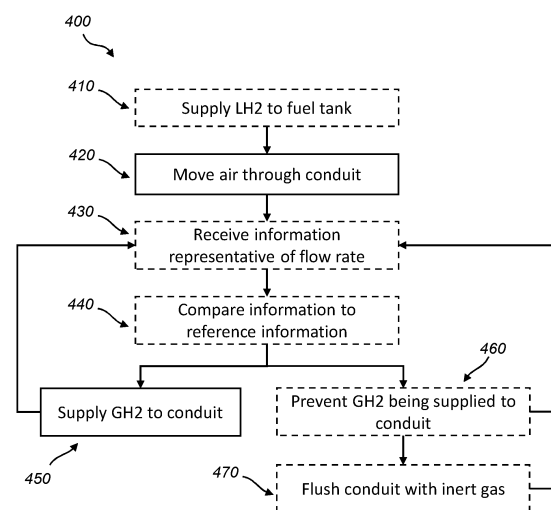 400
410
Supply LH2 to fuel tank
420
Move air through conduit
430
Receive information
representative of flow rate
440
Compare information to
reference information
460
Supply GH2 to conduit
Prevent GH2 being supplied to
conduit
450
470
Flush conduit with inert gas